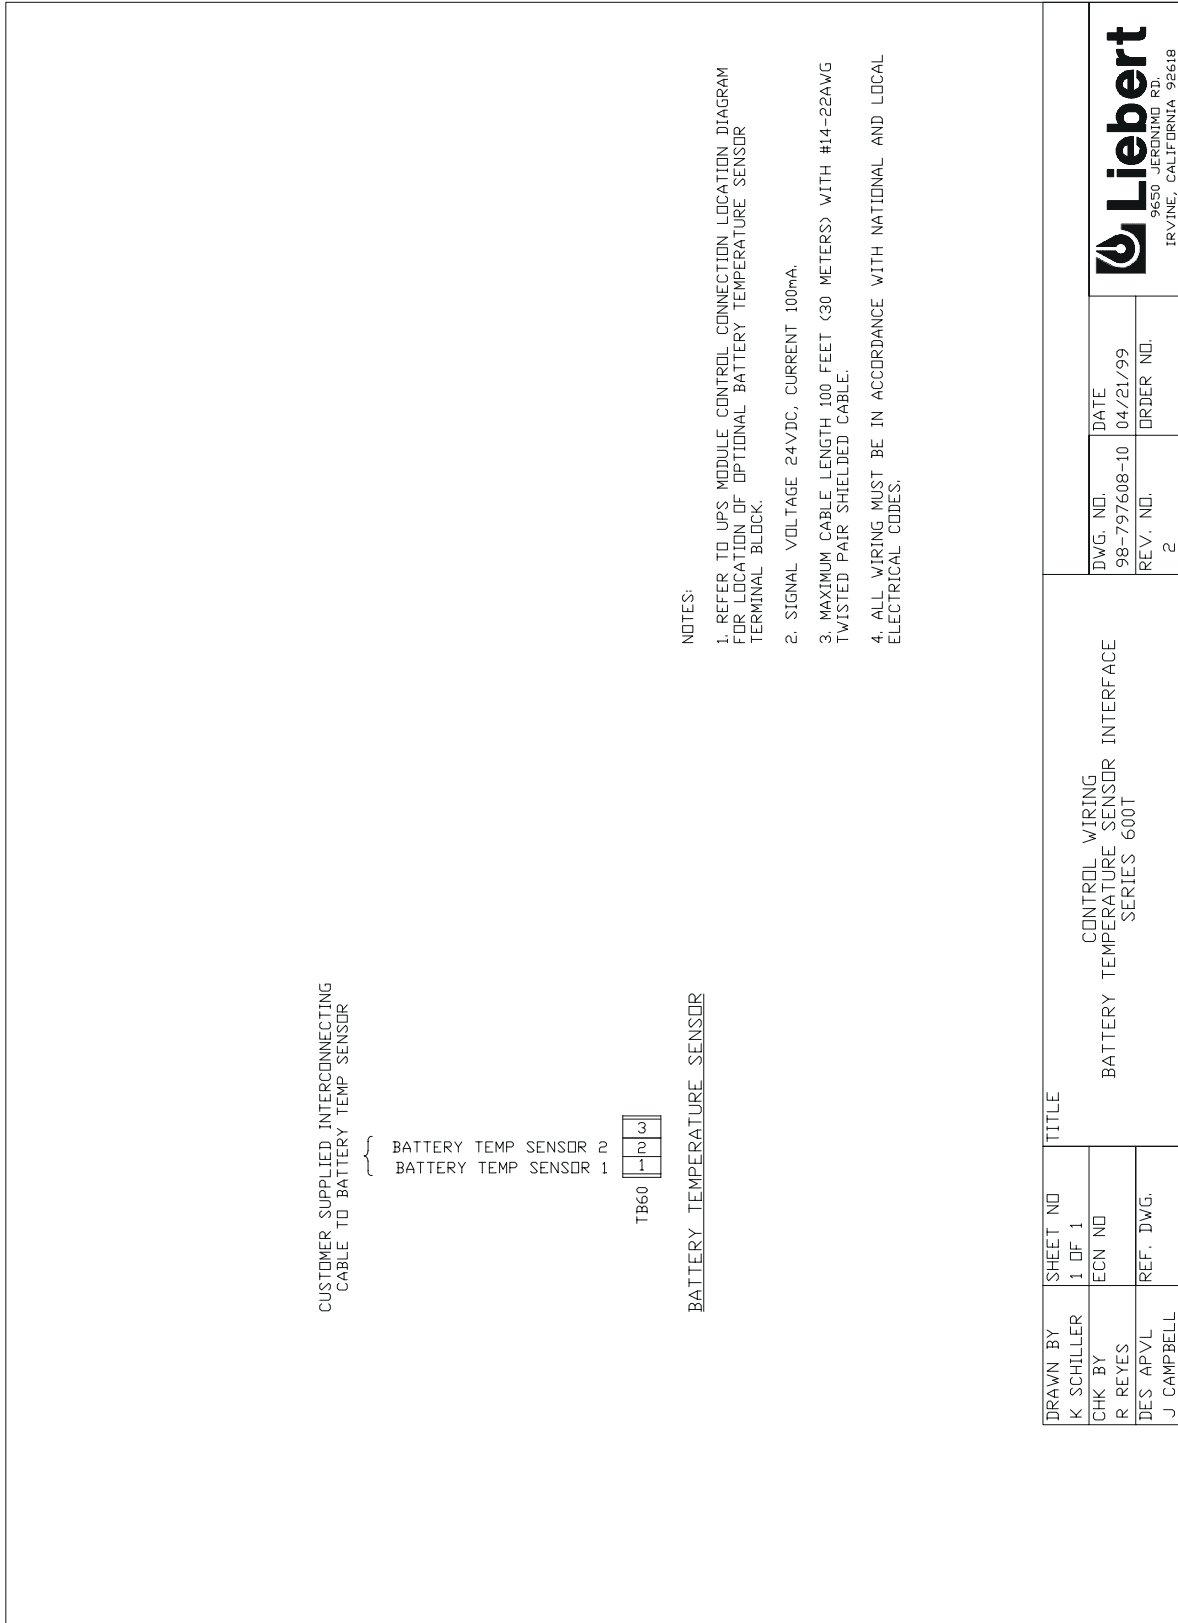 CUSTOMER SUPPLIED INTERCONNECTING
CABLE TO BATTERY TEMP SENSOR
BATTERY TEMP SENSOR 2
BATTERY TEMP SENSOR 1
TB60
1
2
3
BATTERY TEMPERATURE SENSOR
NOTES:
1. REFER TO UPS MODULE CONTROL CONNECTION LOCATION DIAGRAM
FOR LOCATION OF OPTIONAL BATTERY TEMPERATURE SENSOR
TERMINAL BLOCK.
2. SIGNAL VOLTAGE 24VDC, CURRENT 100mA.
3. MAXIMUM CABLE LENGTH 100 FEET (30 METERS) WITH #14-22AWG
TWISTED PAIR SHIELDED CABLE.
4. ALL WIRING MUST BE IN ACCORDANCE WITH NATIONAL AND LOCAL
ELECTRICAL CODES.
DRAWN BY
K SCHILLER
CHK BY
R REYES
DES APVL
J CAMPBELL
SHEET NO
1 OF 1
ECN NO
REF. DWG.
TITLE
CONTROL WIRING
BATTERY TEMPERATURE SENSOR INTERFACE
SERIES 600T
DWG. NO.
98-797608-10
REV. NO.
2
DATE
04/21/99
ORDER NO.
Liebert
9650 JERONIMO RD.
IRVINE, CALIFORNIA 92618